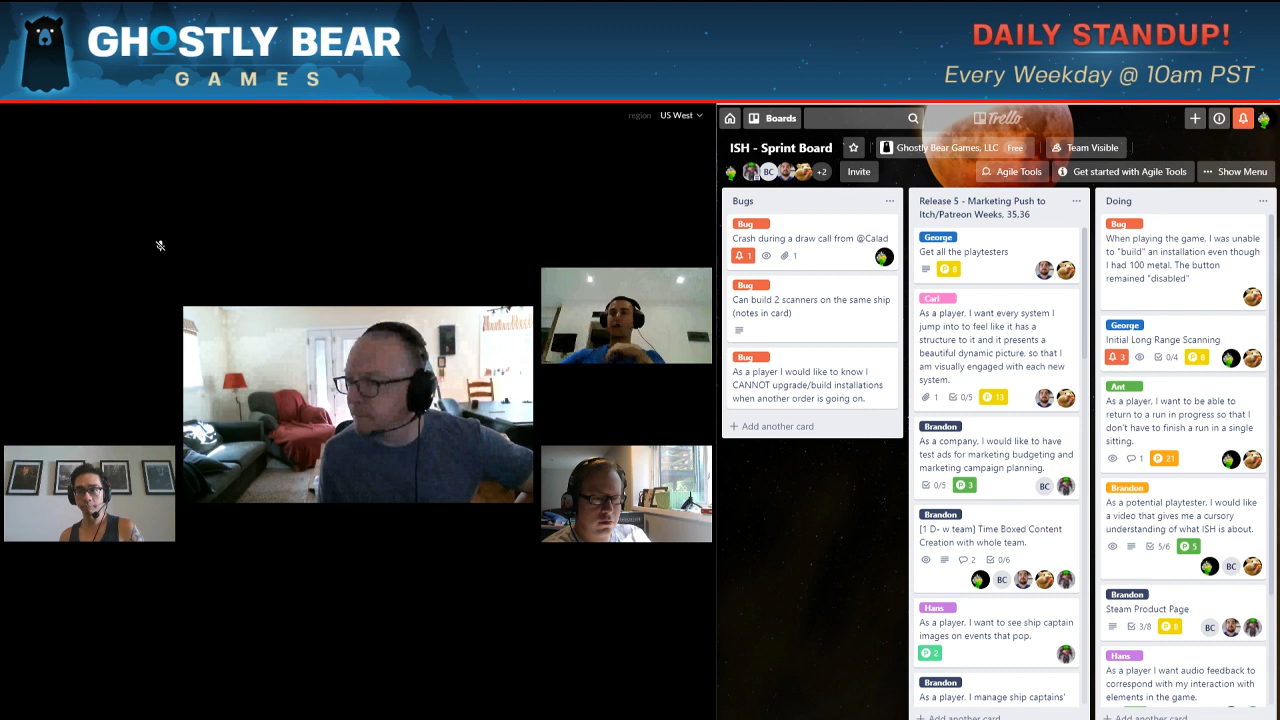 GHOSTLY BEAR
GAMES
DAILY STANDUP!
Every Weekday @ 10am PST
region US West
Boards
Trello
ISH - Sprint Board
Ghostly Bear Games, LLC Free
Team Visible
BC
+2
Invite
Agile Tools
Get started with Agile Tools
Show Menu
Bugs
Bug
Crash during a draw call from @Calad
1
1
Bug
Can build 2 scanners on the same ship
(notes in card)
Bug
As a player I would like to know I
CANNOT upgrade/build installations
when another order is going on.
+ Add another card
Release 5 - Marketing Push to
Itch/Patreon Weeks, 35,36
George
Get all the playtesters
8
Carl
As a player, I want every system I
jump into to feel like it has a
structure to it and it presents a
beautiful dynamic picture, so that I
am visually engaged with each new
system.
1 0/5 13
Brandon
As a company, I would like to have
test ads for marketing budgeting and
marketing campaign planning.
0/5 3
BC
Brandon
[1 D- w team] Time Boxed Content
Creation with whole team.
2 0/6
BC
Hans
As a player, I want to see ship captain
images on events that pop.
2
Brandon
As a player, I manage ship captains'
+ Add another card
Doing
Bug
When playing the game. I was unable
to "build" an installation even though
I had 100 metal. The button
remained "disabled"
George
Initial Long Range Scanning
3 0/4 8
Ant
As a player, I want to be able to
return to a run in progress so that I
don't have to finish a run in a single
sitting.
1 21
Brandon
As a potential playtester, I would like
a video that gives me a cursory
understanding of what ISH is about.
5/6 5
BC
Brandon
Steam Product Page
3/8 8
BC
Hans
As a player I want audio feedback to
correspond with my interaction with
elements in the game.
+ Add another card